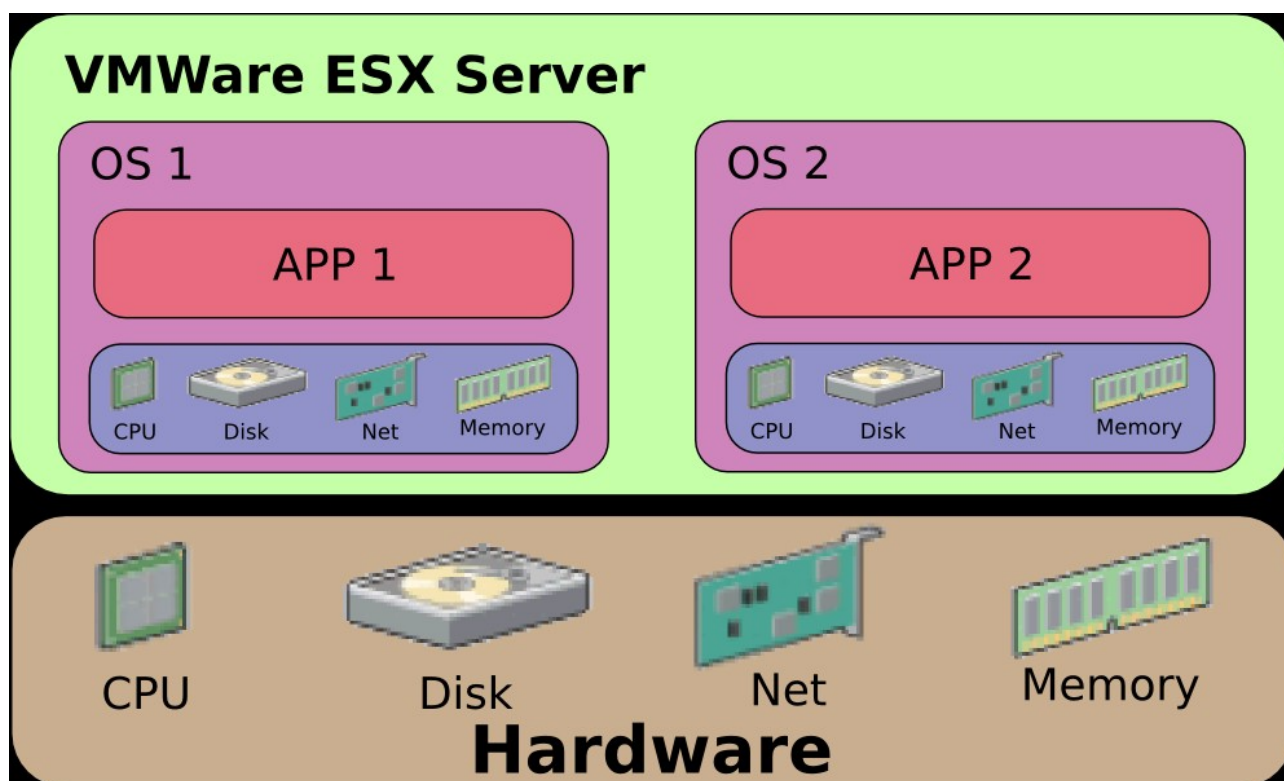 VMWare ESX Server
OS 1
OS 2
APP 1
APP 2
CPU Disk Net Memory
CPU Disk Net Memory
CPU Disk Net Memory
Hardware